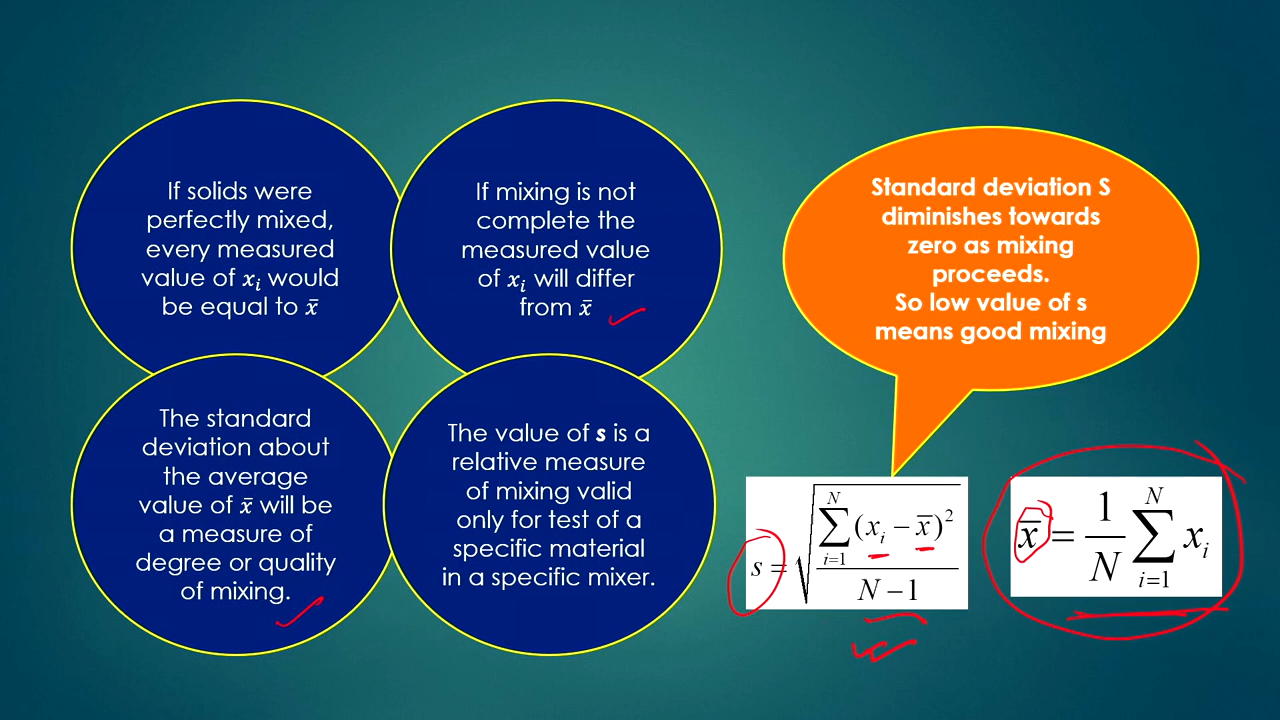 If solids were
perfectly mixed,
every measured
value of 𝒙ᵢ would
be equal to x̄
If mixing is not
complete the
measured value
of 𝒙ᵢ will differ
from x̄
The standard
deviation about
the average
value of x̄ will be
a measure of
degree or quality
of mixing.
The value of s is a
relative measure
of mixing valid
only for test of a
specific material
in a specific mixer.
Standard deviation S
diminishes towards
zero as mixing
proceeds.
So low value of s
means good mixing
s = √(∑_{i=1}^{N} (xᵢ − x̄)² / (N − 1))
x̄ = 1/N ∑_{i=1}^{N} xᵢ